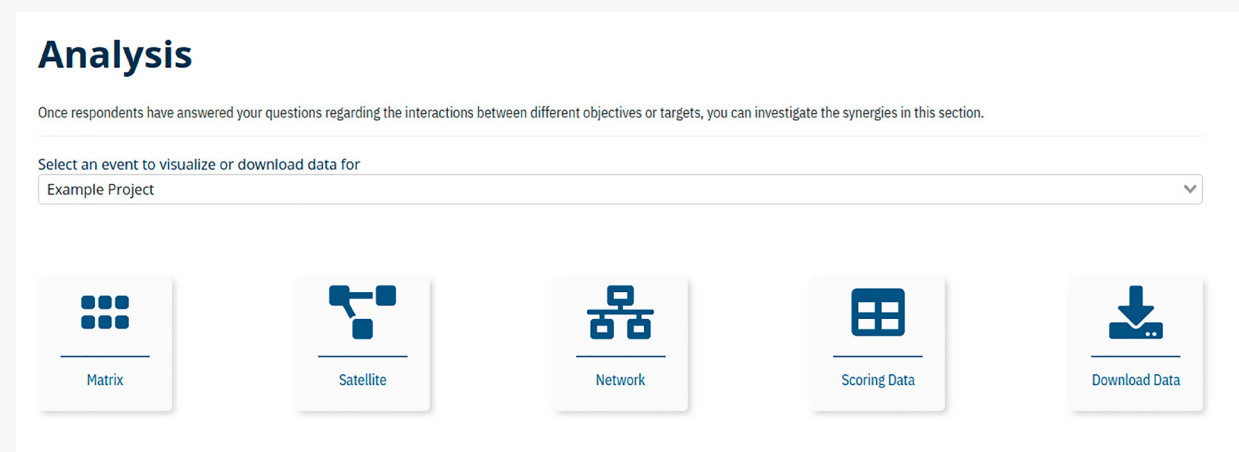 Analysis
Once respondents have answered your questions regarding the interactions between different objectives or targets, you can investigate the synergies in this section.
Select an event to visualize or download data for
Example Project
Matrix
Satellite
Network
Scoring Data
Download Data